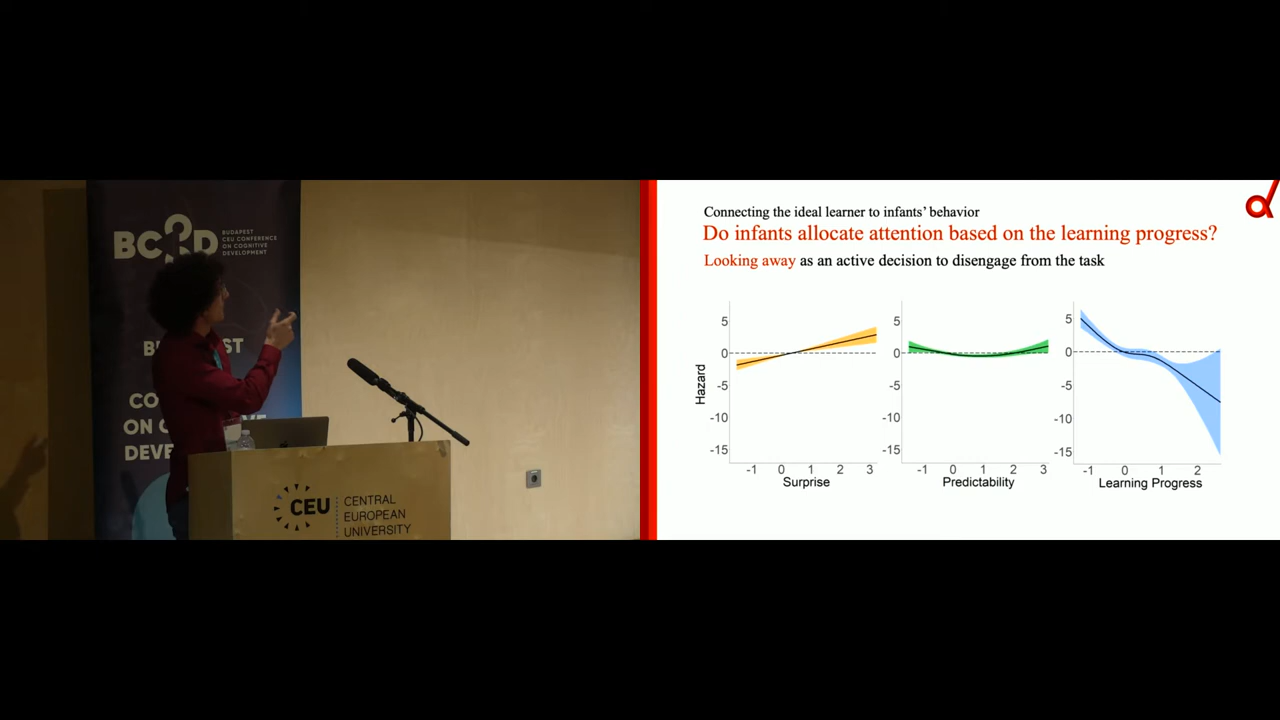 BC3D
BUDAPEST
CEU CONFERENCE
ON COGNITIVE
DEVELOPMENT
CEU
CENTRAL
EUROPEAN
UNIVERSITY
Connecting the ideal learner to infants' behavior
Do infants allocate attention based on the learning progress?
Looking away as an active decision to disengage from the task
Hazard
5
0
-5
-10
-15
-1 0 1 2 3
Surprise
5
0
-5
-10
-15
-1 0 1 2 3
Predictability
5
0
-5
-10
-15
-1 0 1 2
Learning Progress